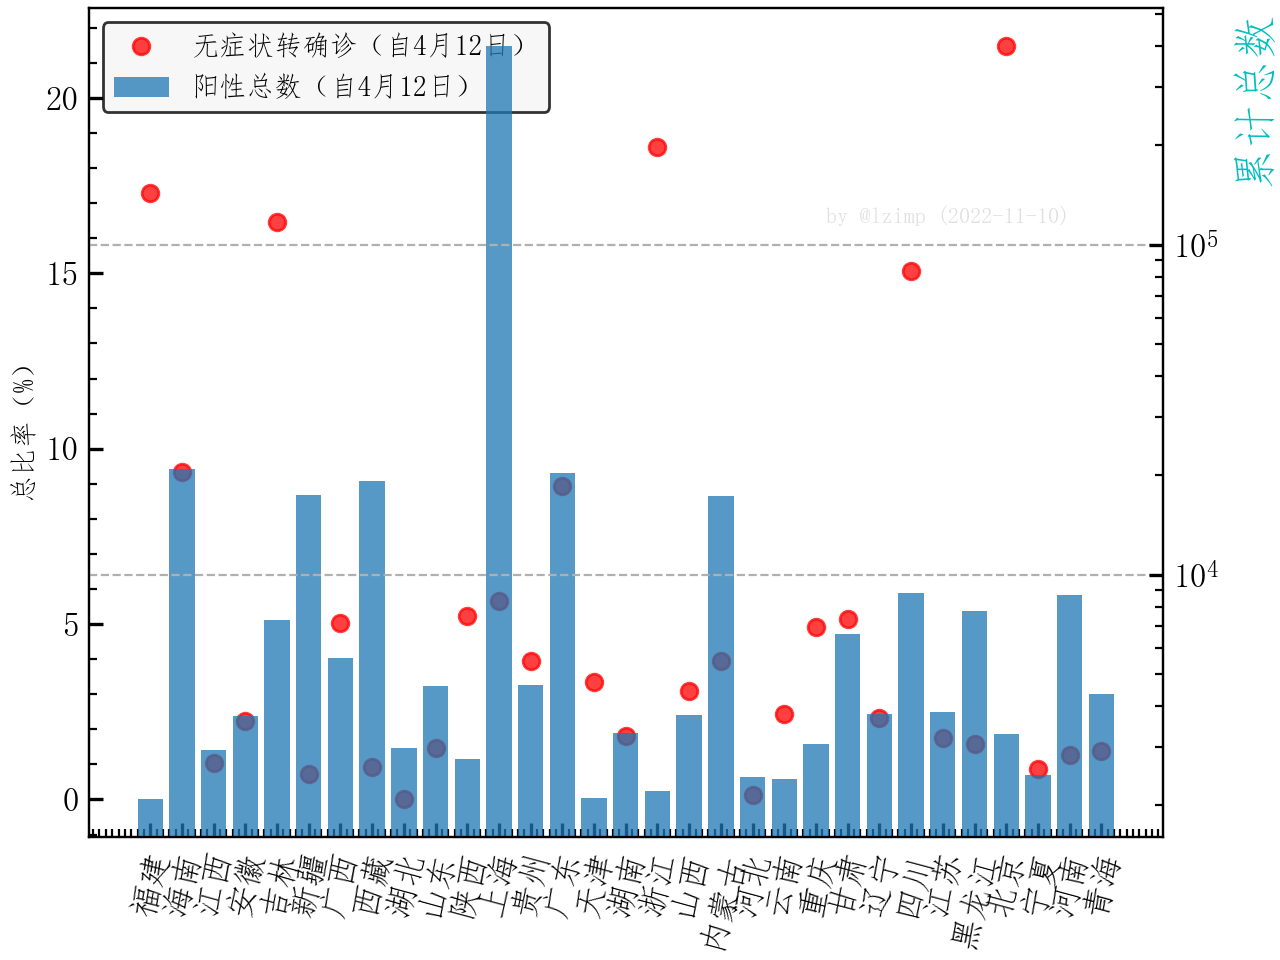 无症状转确诊（自4月12日）
阳性总数（自4月12日）
累计总数
总比率 (%)
by @lzimp (2022-11-10)
20
15
10
5
0
10⁵
10⁴
福建
海南
江西
安徽
吉林
新疆
广西
西藏
湖北
山东
陕西
上海
贵州
广东
天津
湖南
浙江
山西
内蒙古
河北
云南
重庆
甘肃
辽宁
四川
江苏
黑龙江
北京
宁夏
河南
青海